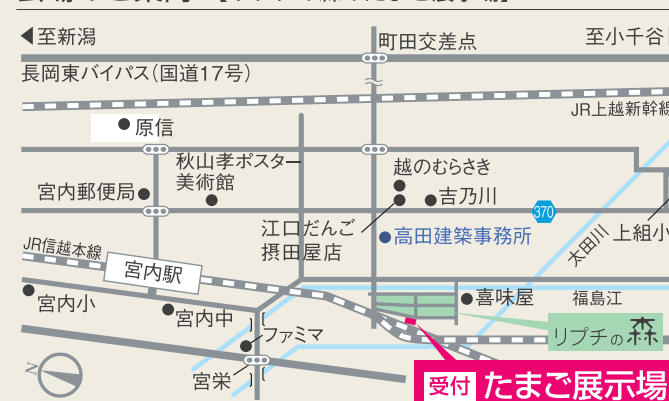 ◀至新潟
町田交差点
至小千谷
長岡東バイパス(国道17号)
JR上越新幹線
原信
秋山孝ポスター
美術館
越のむらさき
宮内郵便局
吉乃川
370
江口だんご
摂田屋店
高田建築事務所
太田川
上組小
JR信越本線
宮内駅
宮内小
宮内中
喜味屋
福島江
ファミマ
リプチの森
宮栄
N
受付 たまご展示場